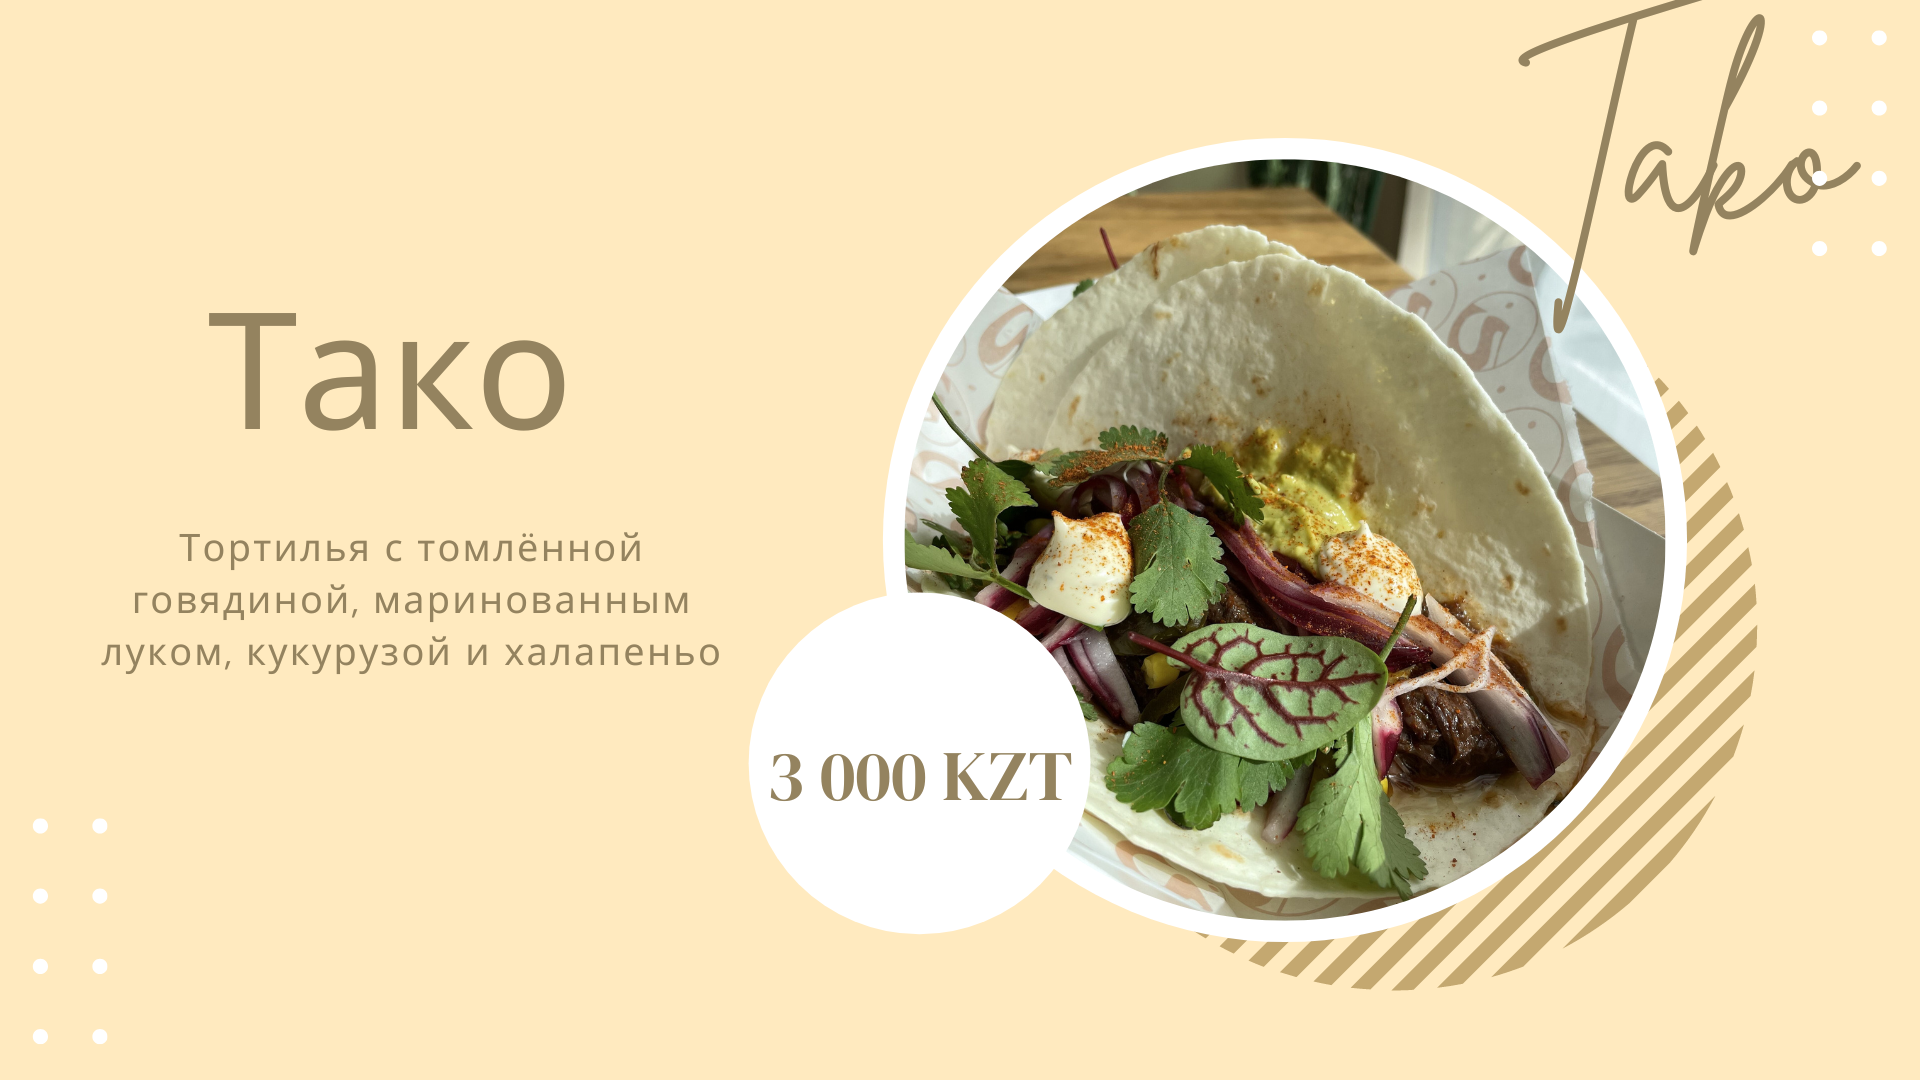 Tako
Тако
Тортилья с томлённой
говядиной, маринованным
луком, кукурузой и халапеньо
3 000 KZT